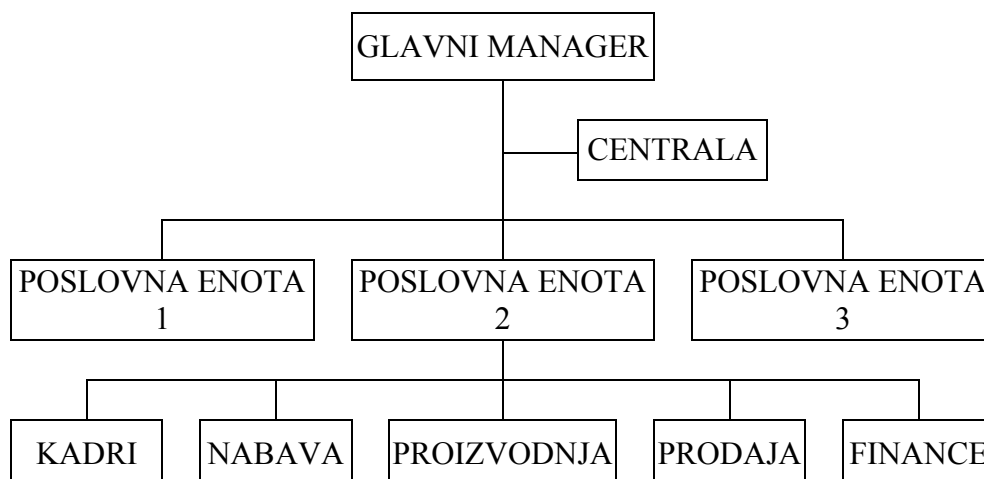 GLAVNI MANAGER
CENTRALA
POSLOVNA ENOTA
1
POSLOVNA ENOTA
2
POSLOVNA ENOTA
3
KADRI
NABAVA
PROIZVODNJA
PRODAJA
FINANCE